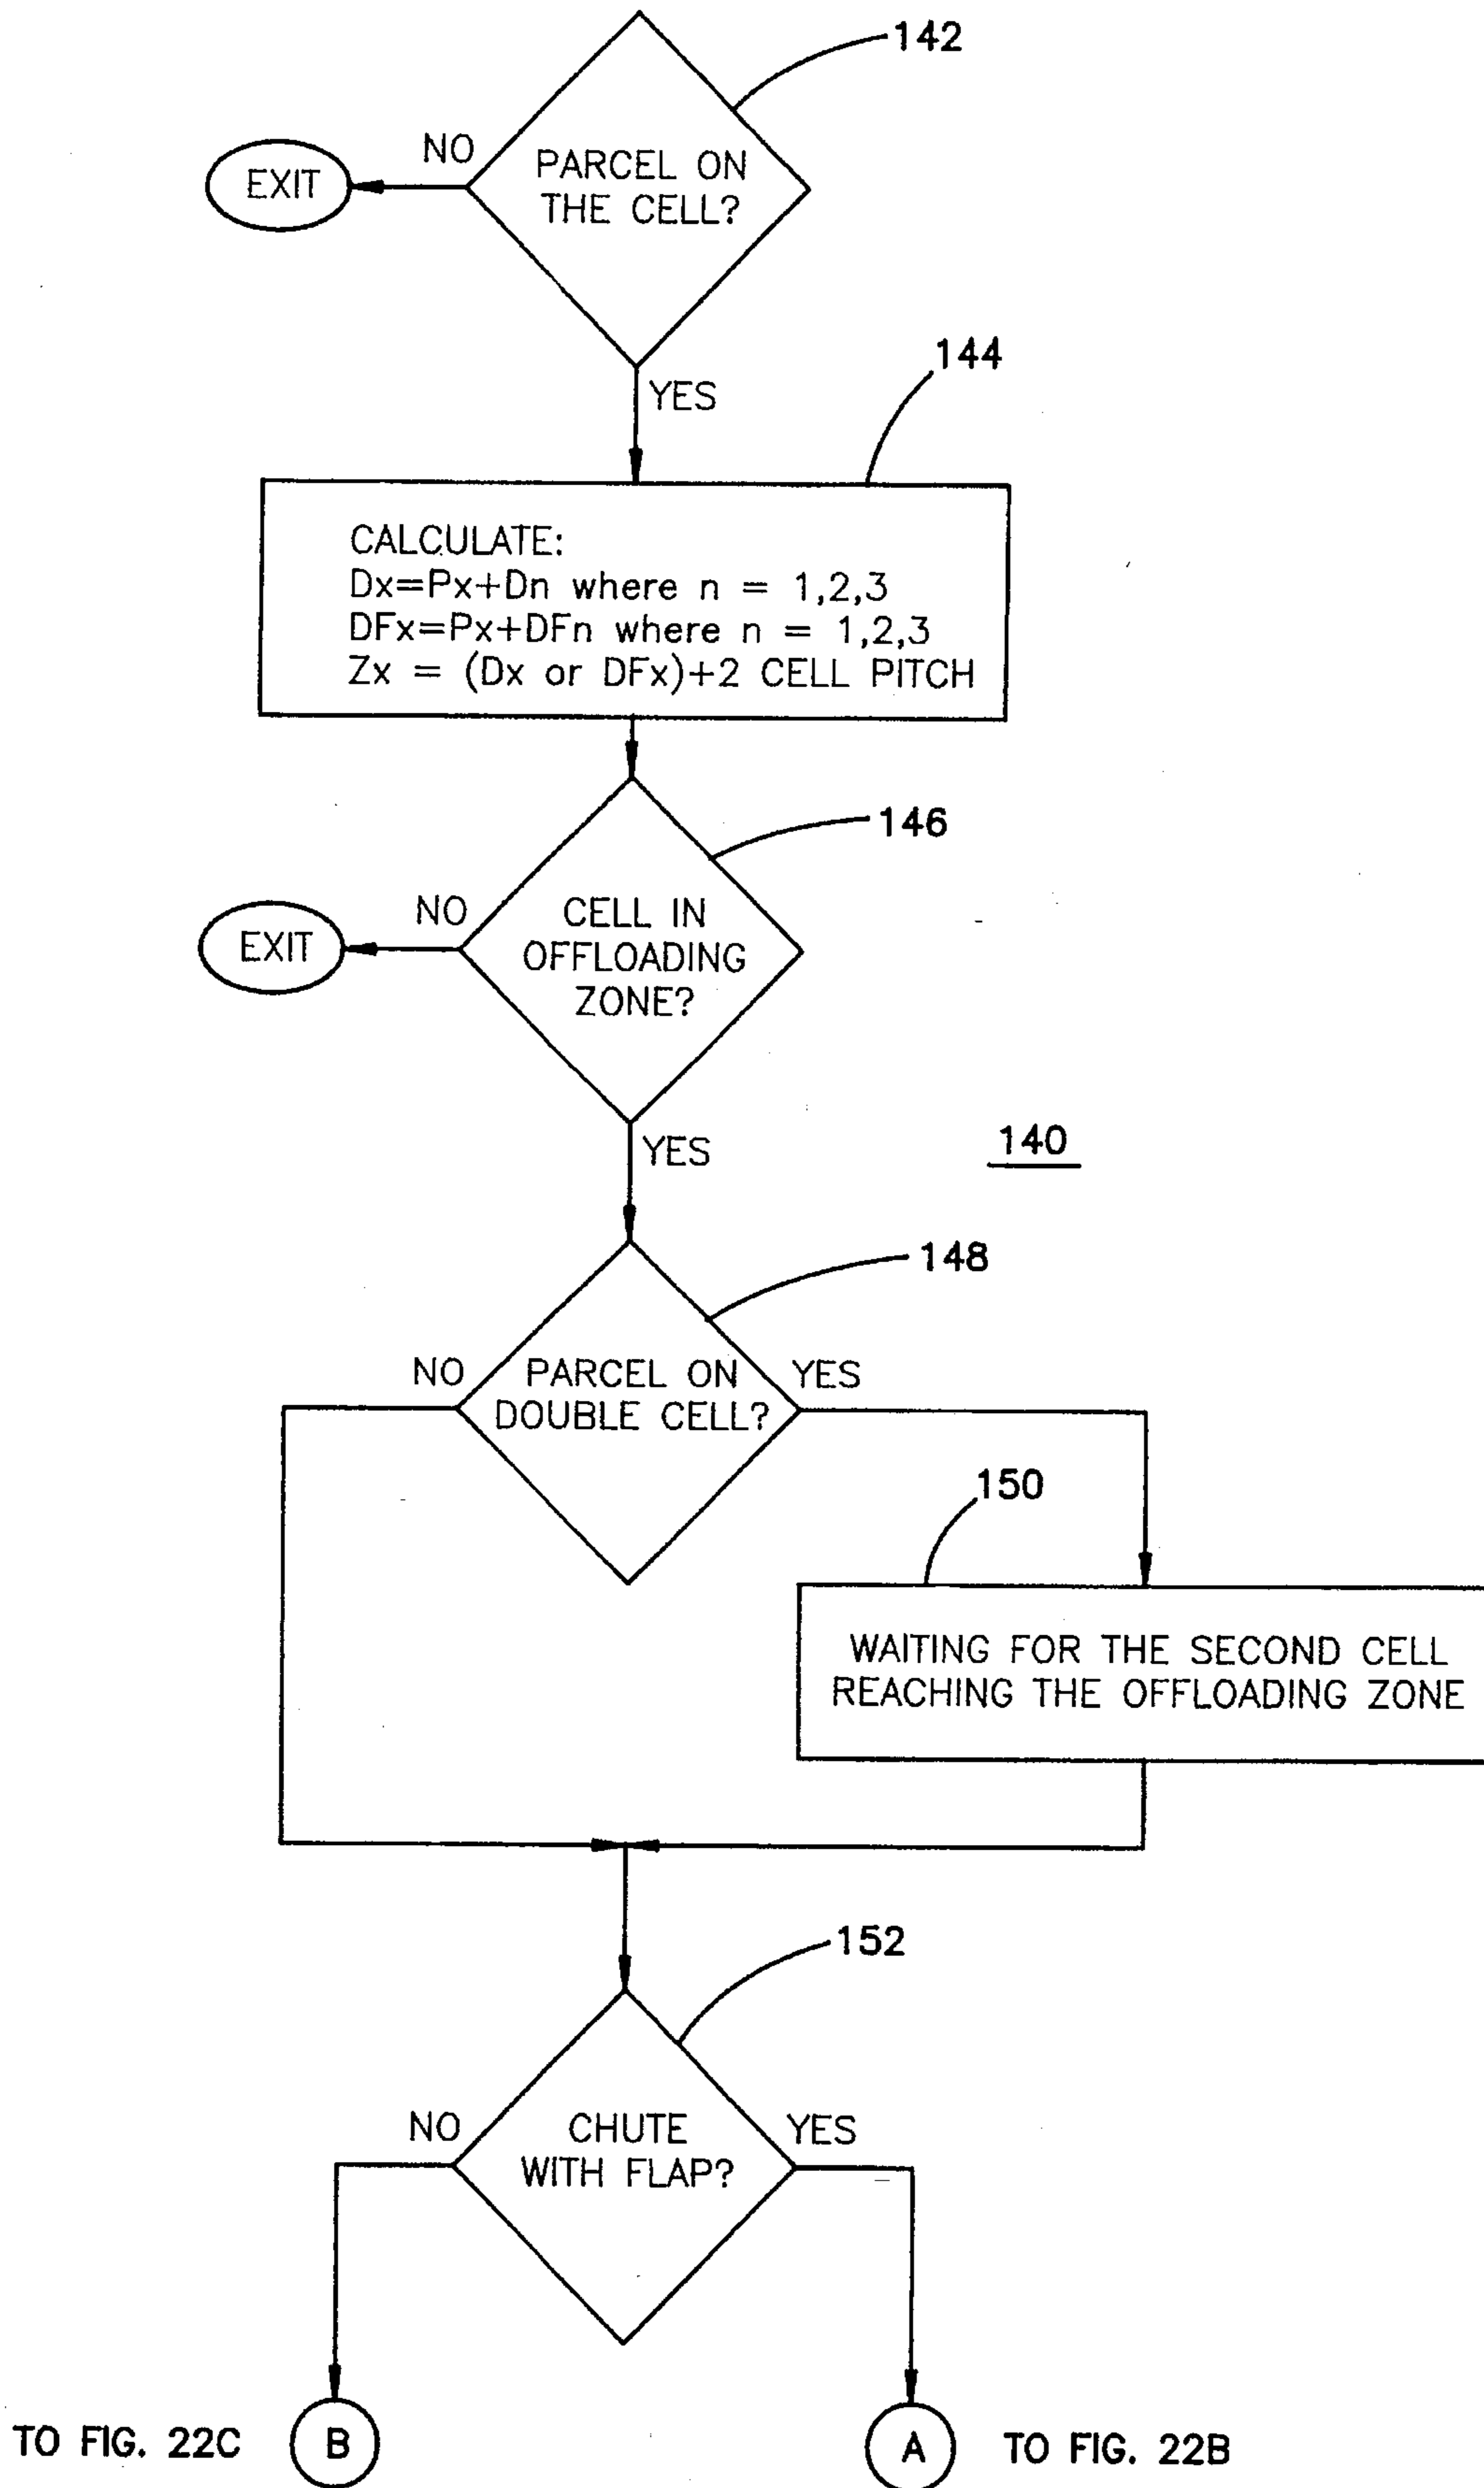 142
NO
EXIT
PARCEL ON
THE CELL?
YES
144
CALCULATE:
Dx=Px+Dn where n = 1,2,3
DFx=Px+DFn where n = 1,2,3
Zx = (Dx or DFx)+2 CELL PITCH
146
NO
EXIT
CELL IN
OFFLOADING
ZONE?
YES
140
148
NO
PARCEL ON
DOUBLE CELL?
YES
150
WAITING FOR THE SECOND CELL
REACHING THE OFFLOADING ZONE
152
NO
CHUTE
WITH FLAP?
YES
TO FIG. 22C
B
A
TO FIG. 22B